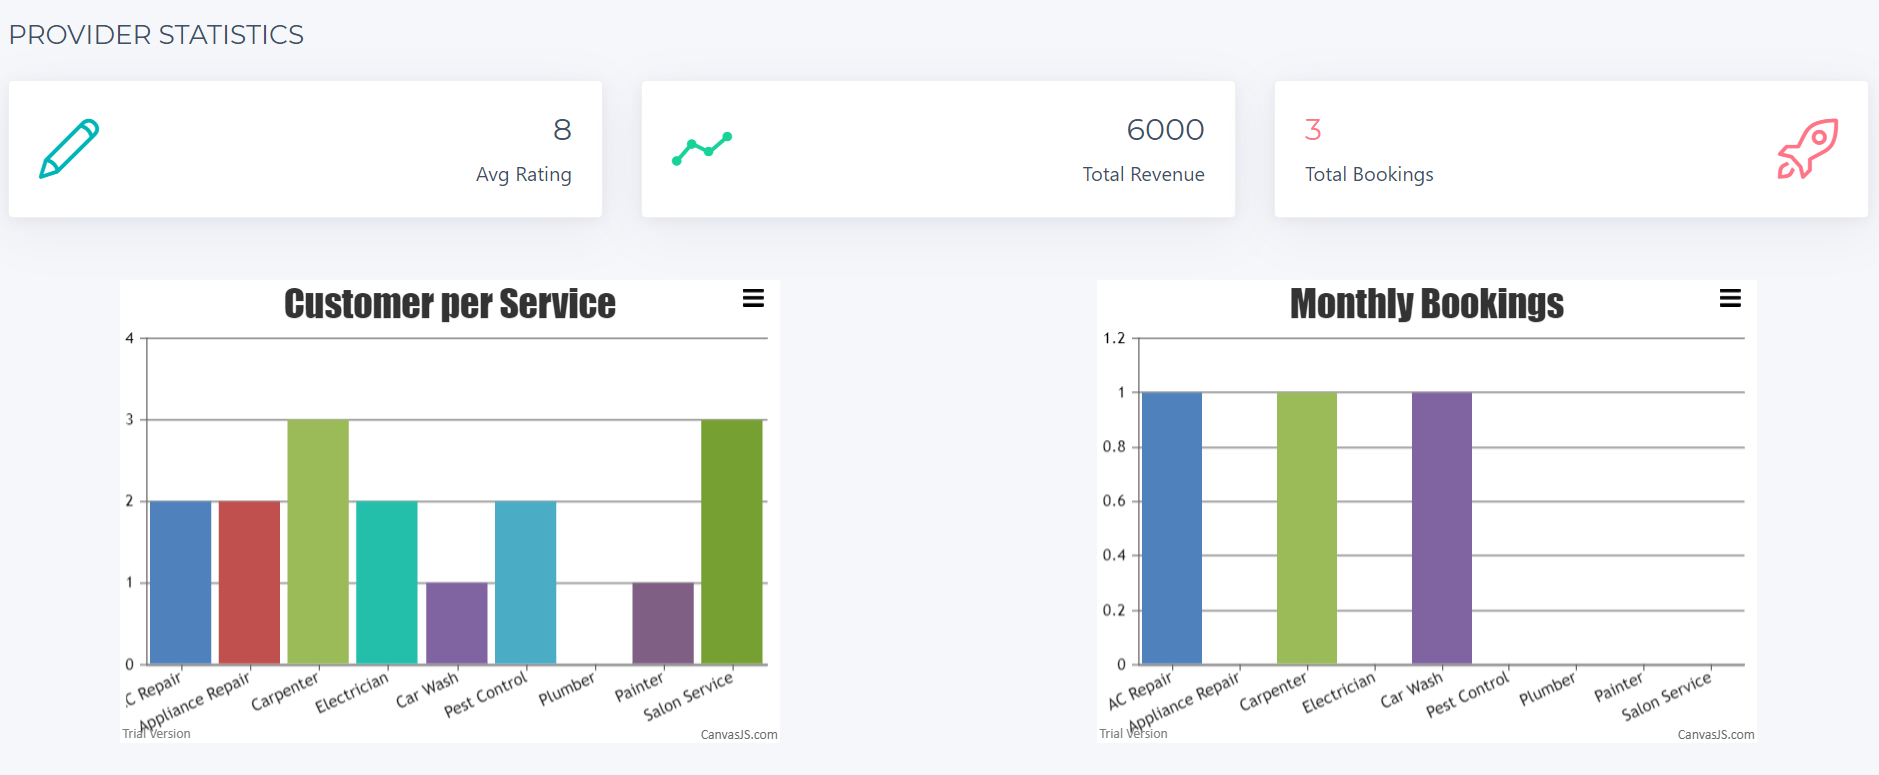 PROVIDER STATISTICS
8
Avg Rating
6000
Total Revenue
3
Total Bookings
Customer per Service
4
3
2
1
0
C Repair
Appliance Repair
Carpenter
Electrician
Car Wash
Pest Control
Plumber
Painter
Salon Service
Trial Version
CanvasJS.com
Monthly Bookings
1.2
1
0.8
0.6
0.4
0.2
0
AC Repair
Appliance Repair
Carpenter
Electrician
Car Wash
Pest Control
Plumber
Painter
Salon Service
Trial Version
CanvasJS.com